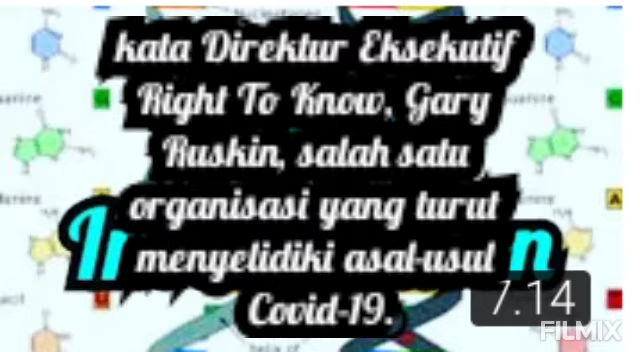 kata Direktur Eksekutif
Right To Know, Gary
Ruskin, salah satu
organisasi yang turut
menyelidiki asal-usul
Covid-19.
7.14
FILMIX